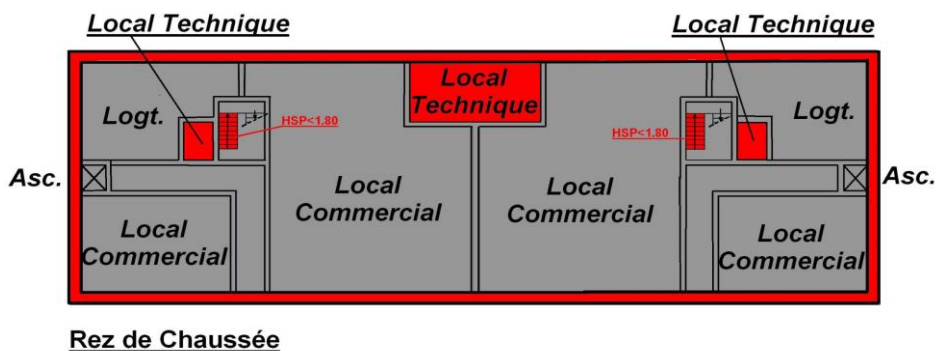 Local Technique
Local Technique
Local
Technique
Logt.
Logt.
HSP<1.80
HSP<1.80
Asc.
Asc.
Local
Commercial
Local
Commercial
Local
Commercial
Local
Commercial
Rez de Chaussée